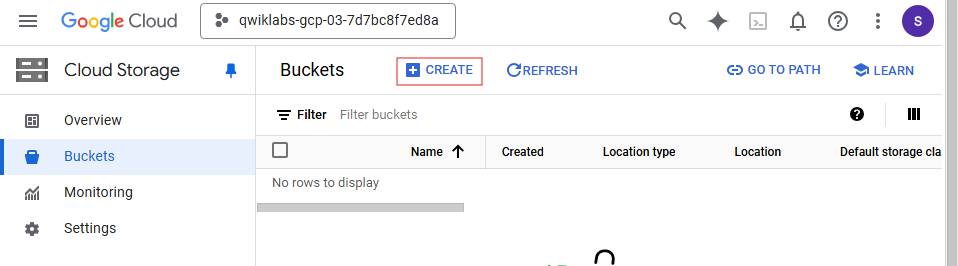 Google Cloud qwiklabs-gcp-03-7d7bc8f7ed8a S
Cloud Storage Buckets CREATE REFRESH GO TO PATH LEARN
Overview Filter Filter buckets
Buckets Name Created Location type Location Default storage cla
No rows to display
Monitoring
Settings